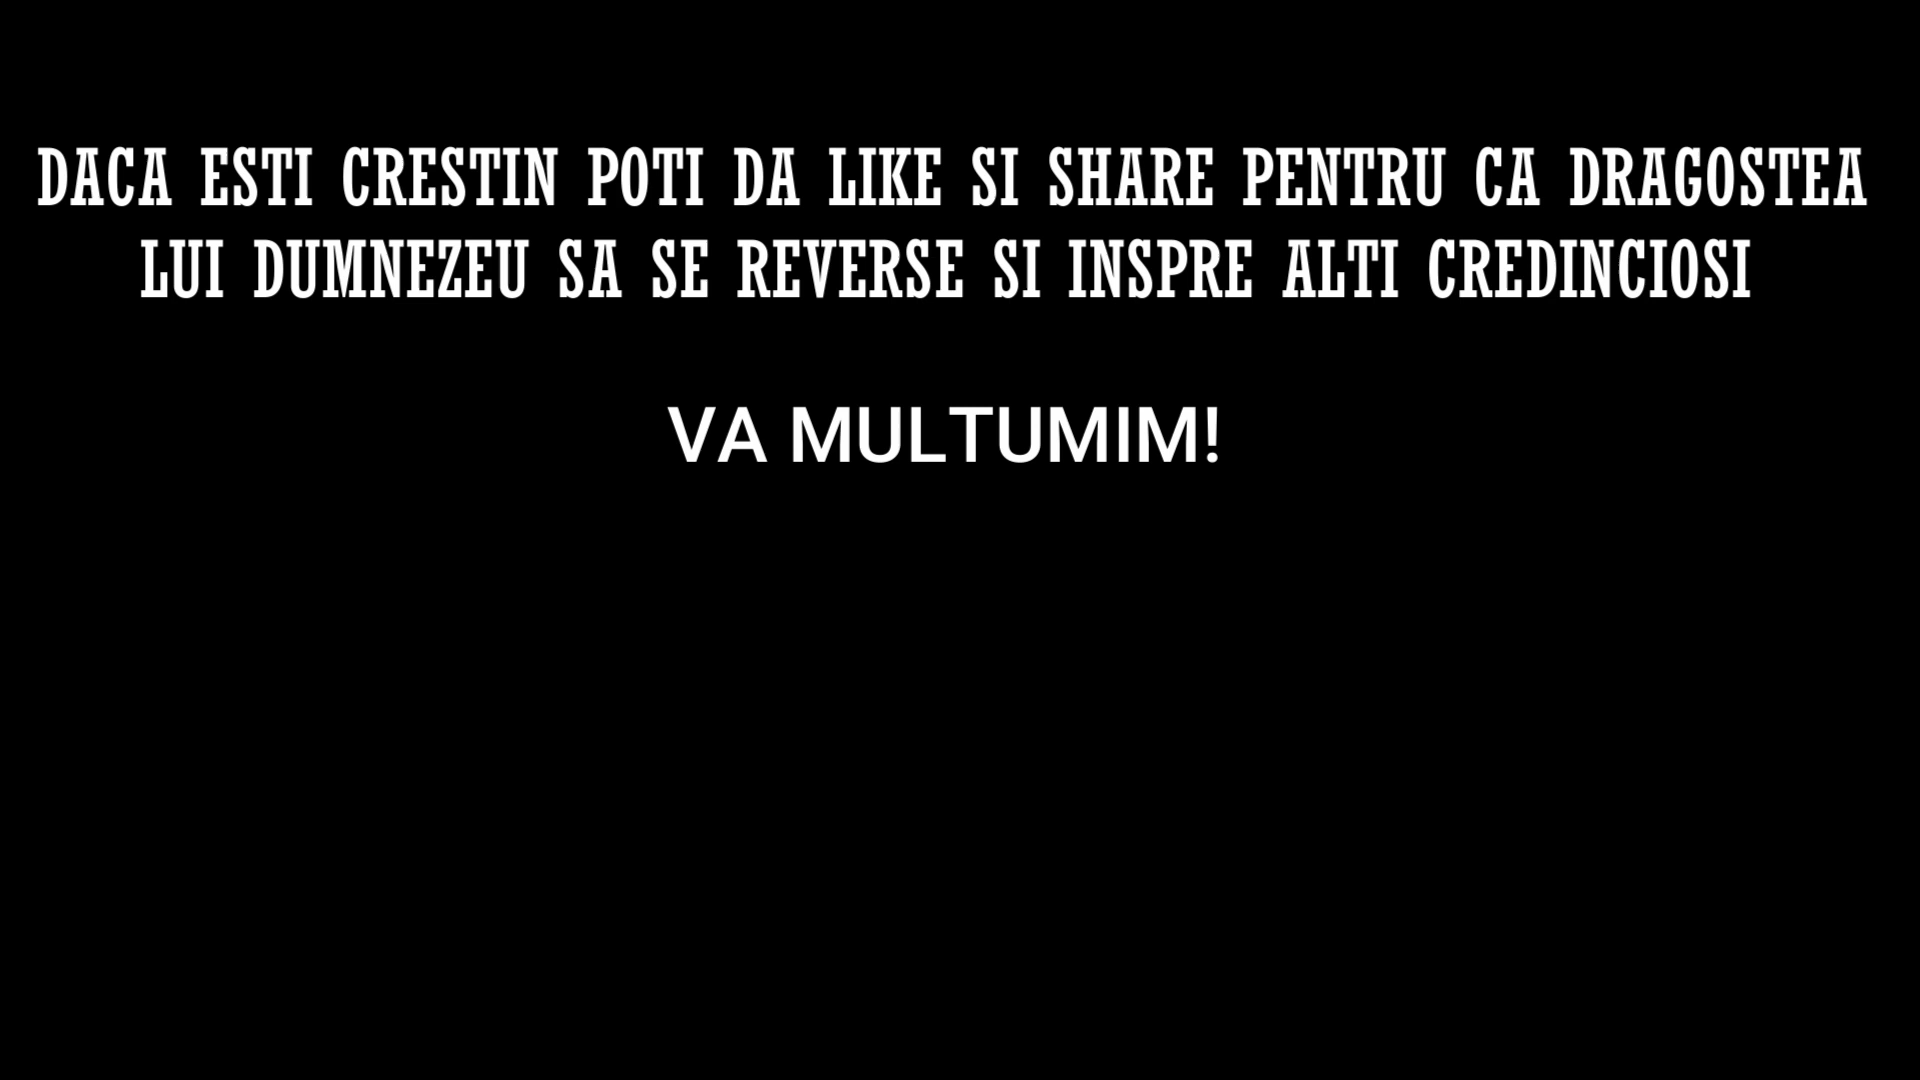 DACA ESTI CRESTIN POTI DA LIKE SI SHARE PENTRU CA DRAGOSTEA
LUI DUMNEZEU SA SE REVERSE SI INSPRE ALTI CREDINCIOSI
VA MULTUMIM!